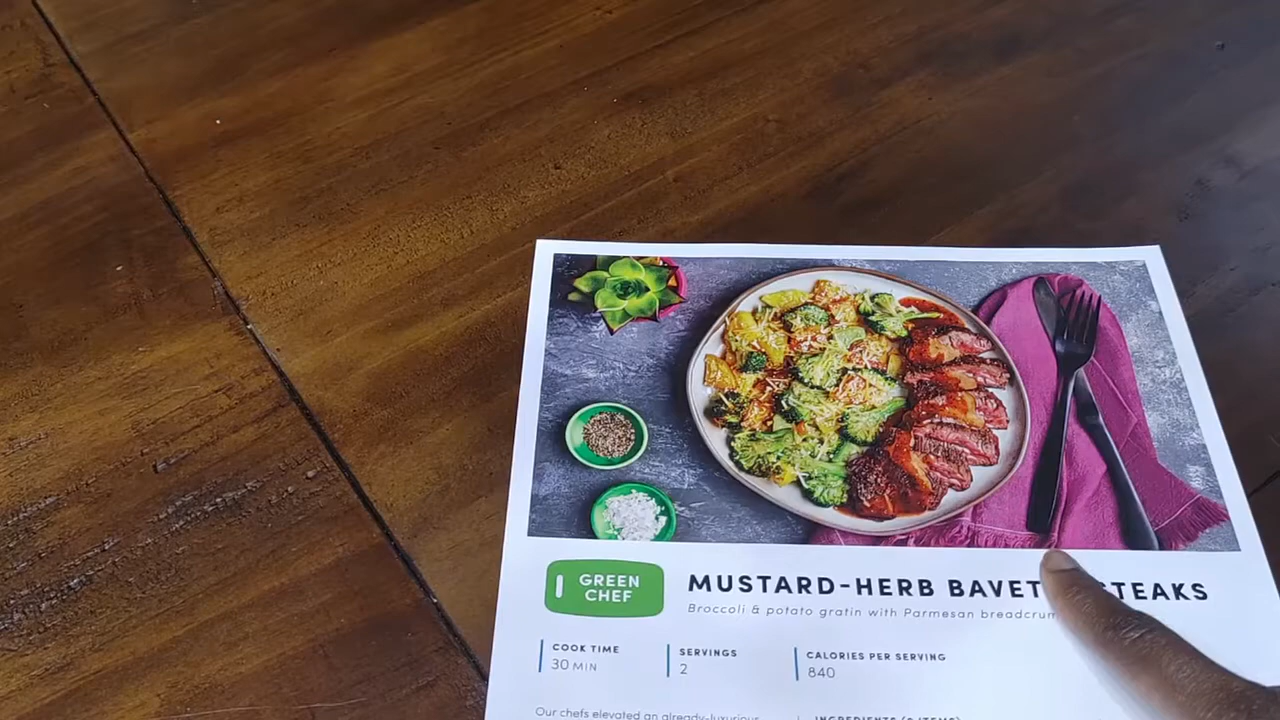 GREEN
CHEF
MUSTARD-HERB BAVET STEAKS
Broccoli & potato gratin with Parmesan
COOK TIME
30 MIN
SERVINGS
2
CALORIES PER SERVING
840
Our chefs elevated an already-luxurious
INGREDIENTS